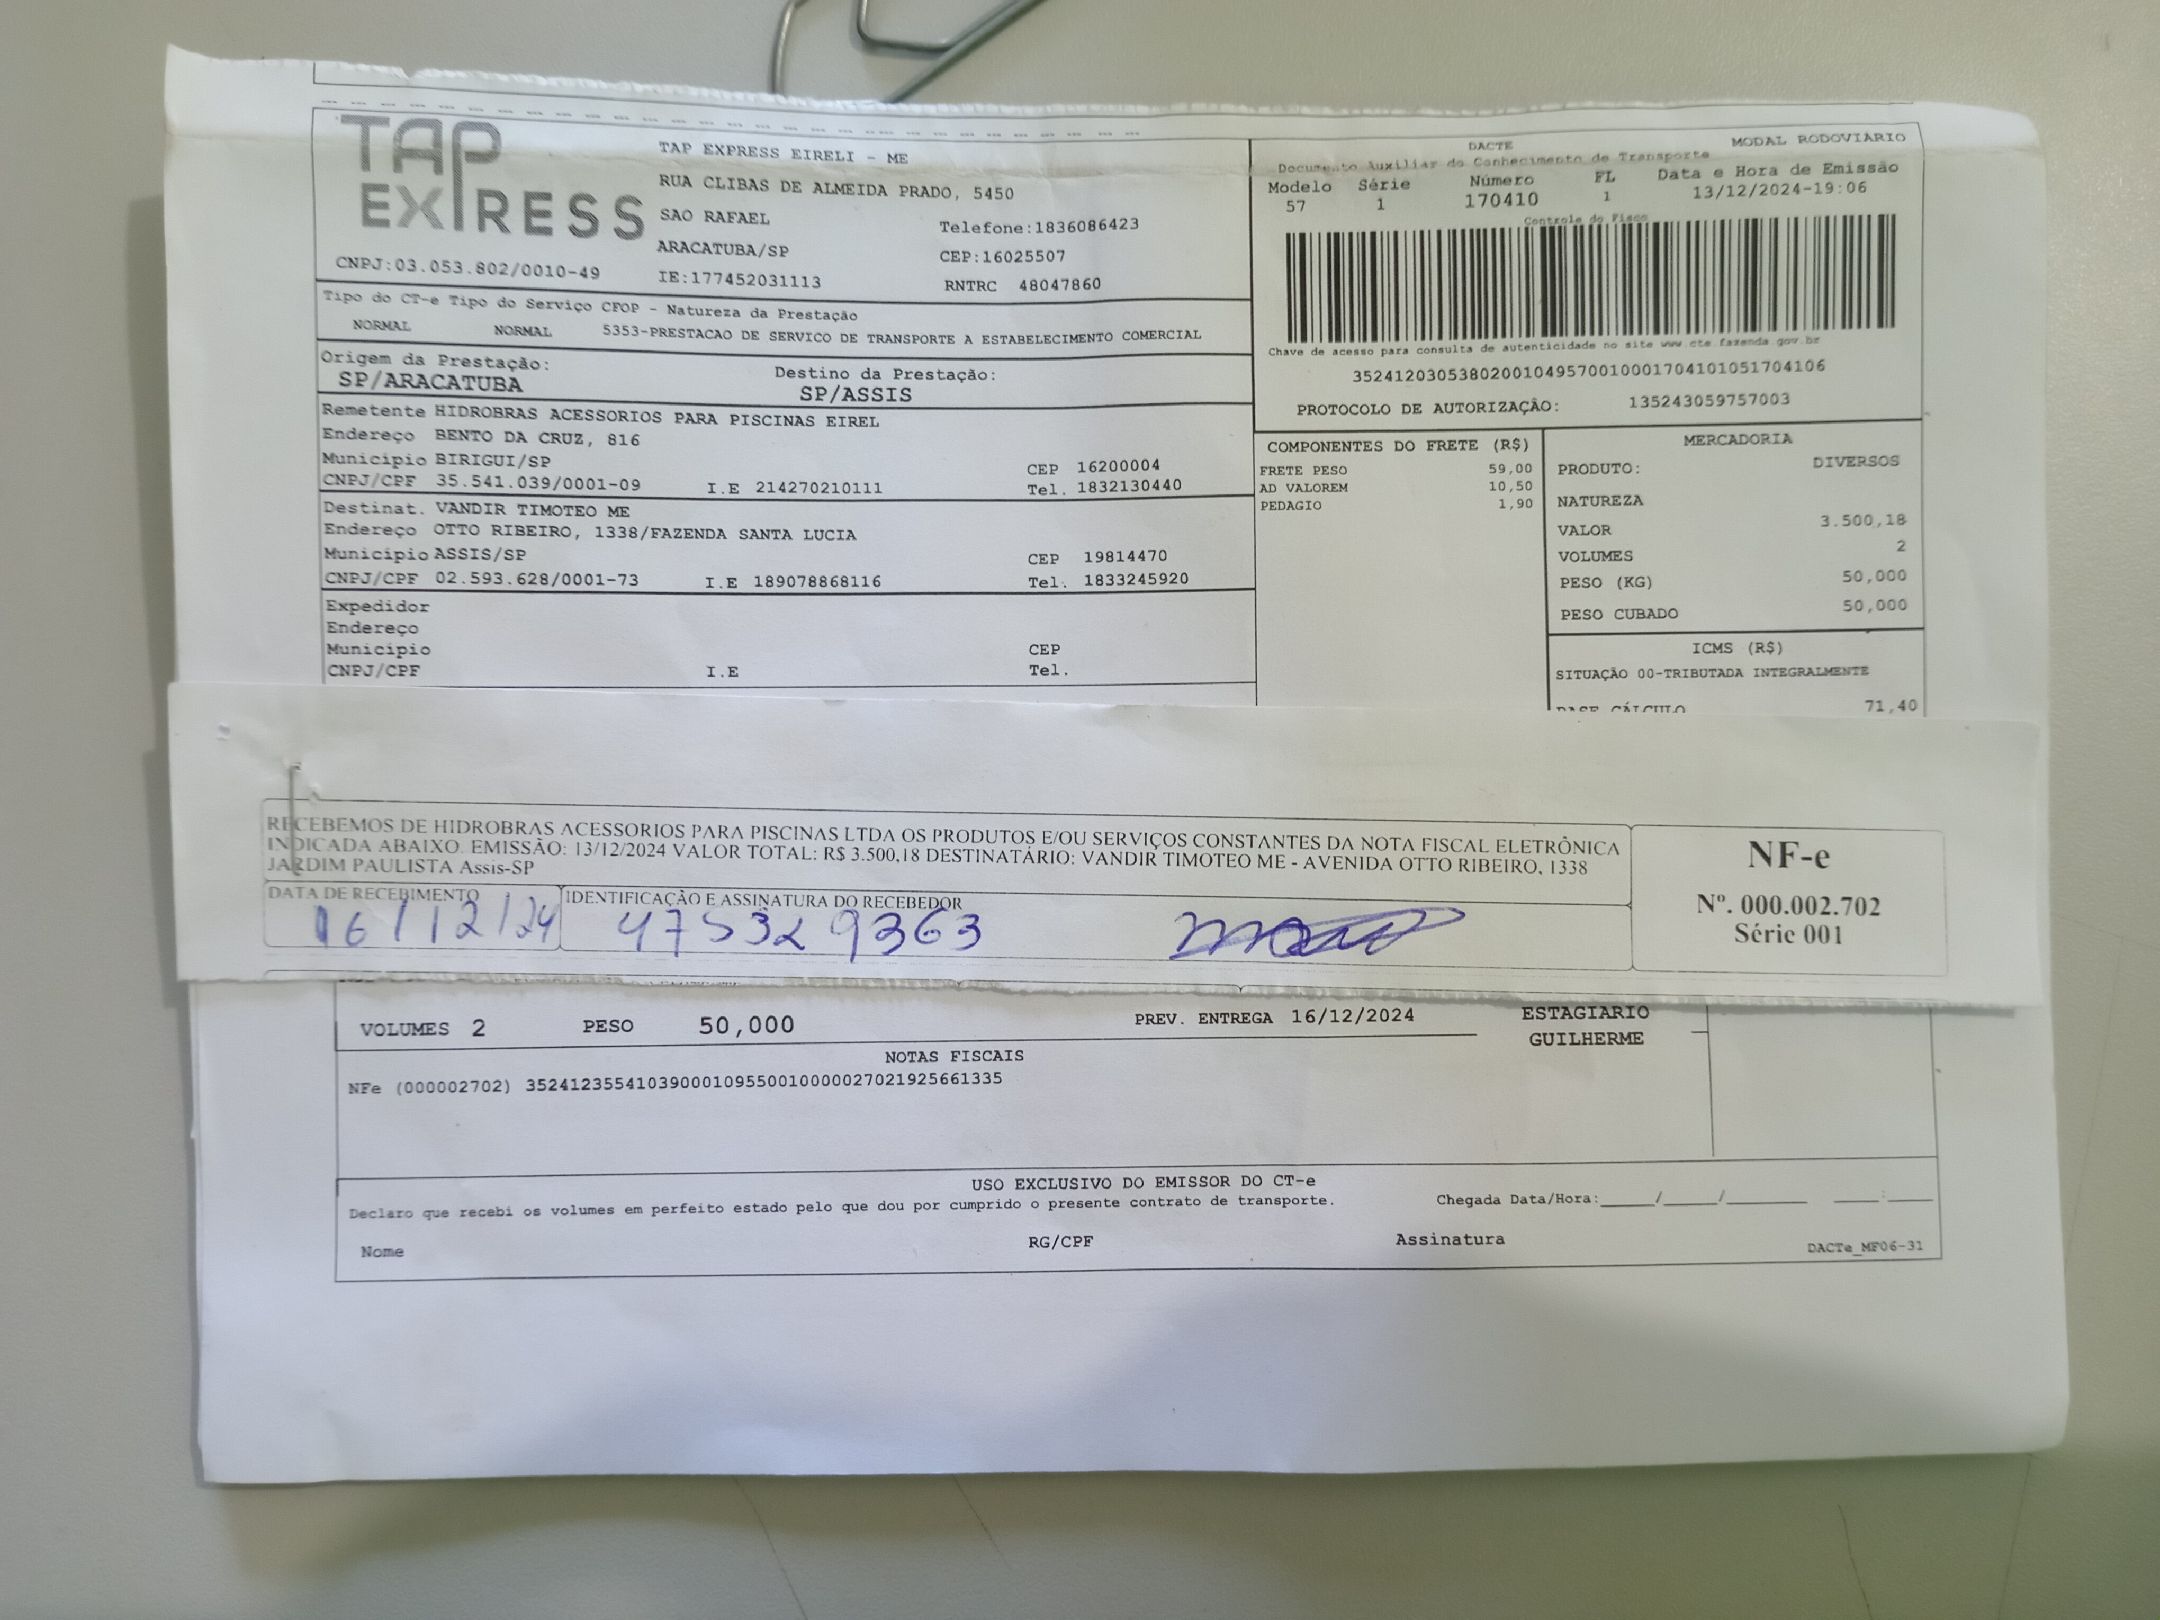 TAP EXPRESS
TAP EXPRESS EIRELI - ME
RUA CLIBAS DE ALMEIDA PRADO, 5450
SAO RAFAEL Telefone:1836086423
ARACATUBA/SP CEP:16025507
CNPJ:03.053.802/0010-49 IE:177452031113 RNTRC 48047860
DACTE MODAL RODOVIARIO
Documento Auxiliar do Conhecimento de Transporte
Modelo Série Número FL Data e Hora de Emissão
57 1 170410 1 13/12/2024-19:06
Controle do Fisco
Chave de acesso para consulta de autenticidade no site www.cte.fazenda.gov.br
35241203053802001049570010001704101051704106
PROTOCOLO DE AUTORIZAÇÃO: 135243059757003
Tipo do CT-e Tipo do Serviço CFOP - Natureza da Prestação
NORMAL NORMAL 5353-PRESTACAO DE SERVICO DE TRANSPORTE A ESTABELECIMENTO COMERCIAL
Origem da Prestação: Destino da Prestação:
SP/ARACATUBA SP/ASSIS
Remetente HIDROBRAS ACESSORIOS PARA PISCINAS EIREL
Endereço BENTO DA CRUZ, 816
Município BIRIGUI/SP CEP 16200004
CNPJ/CPF 35.541.039/0001-09 I.E 214270210111 Tel. 1832130440
Destinat. VANDIR TIMOTEO ME
Endereço OTTO RIBEIRO, 1338/FAZENDA SANTA LUCIA
Município ASSIS/SP CEP 19814470
CNPJ/CPF 02.593.628/0001-73 I.E 189078868116 Tel. 1833245920
Expedidor
Endereço
Município CEP
CNPJ/CPF I.E Tel.
COMPONENTES DO FRETE (R$)
FRETE PESO 59,00
AD VALOREM 10,50
PEDAGIO 1,90
MERCADORIA
PRODUTO: DIVERSOS
NATUREZA
VALOR 3.500,18
VOLUMES 2
PESO (KG) 50,000
PESO CUBADO 50,000
ICMS (R$)
SITUAÇÃO 00-TRIBUTADA INTEGRALMENTE
BASE CÁLCULO 71,40
RECEBEMOS DE HIDROBRAS ACESSORIOS PARA PISCINAS LTDA OS PRODUTOS E/OU SERVIÇOS CONSTANTES DA NOTA FISCAL ELETRÔNICA
INDICADA ABAIXO. EMISSÃO: 13/12/2024 VALOR TOTAL: R$ 3.500,18 DESTINATÁRIO: VANDIR TIMOTEO ME - AVENIDA OTTO RIBEIRO, 1338
JARDIM PAULISTA Assis-SP
DATA DE RECEBIMENTO IDENTIFICAÇÃO E ASSINATURA DO RECEBEDOR
16/12/24 475329363
NF-e
Nº. 000.002.702
Série 001
VOLUMES 2 PESO 50,000 PREV. ENTREGA 16/12/2024 ESTAGIARIO
GUILHERME
NOTAS FISCAIS
NFe (000002702) 35241235541039000109550010000027021925661335
USO EXCLUSIVO DO EMISSOR DO CT-e
Declaro que recebi os volumes em perfeito estado pelo que dou por cumprido o presente contrato de transporte. Chegada Data/Hora:____/____/______ ____:____
Nome RG/CPF Assinatura DACTe_MF06-31